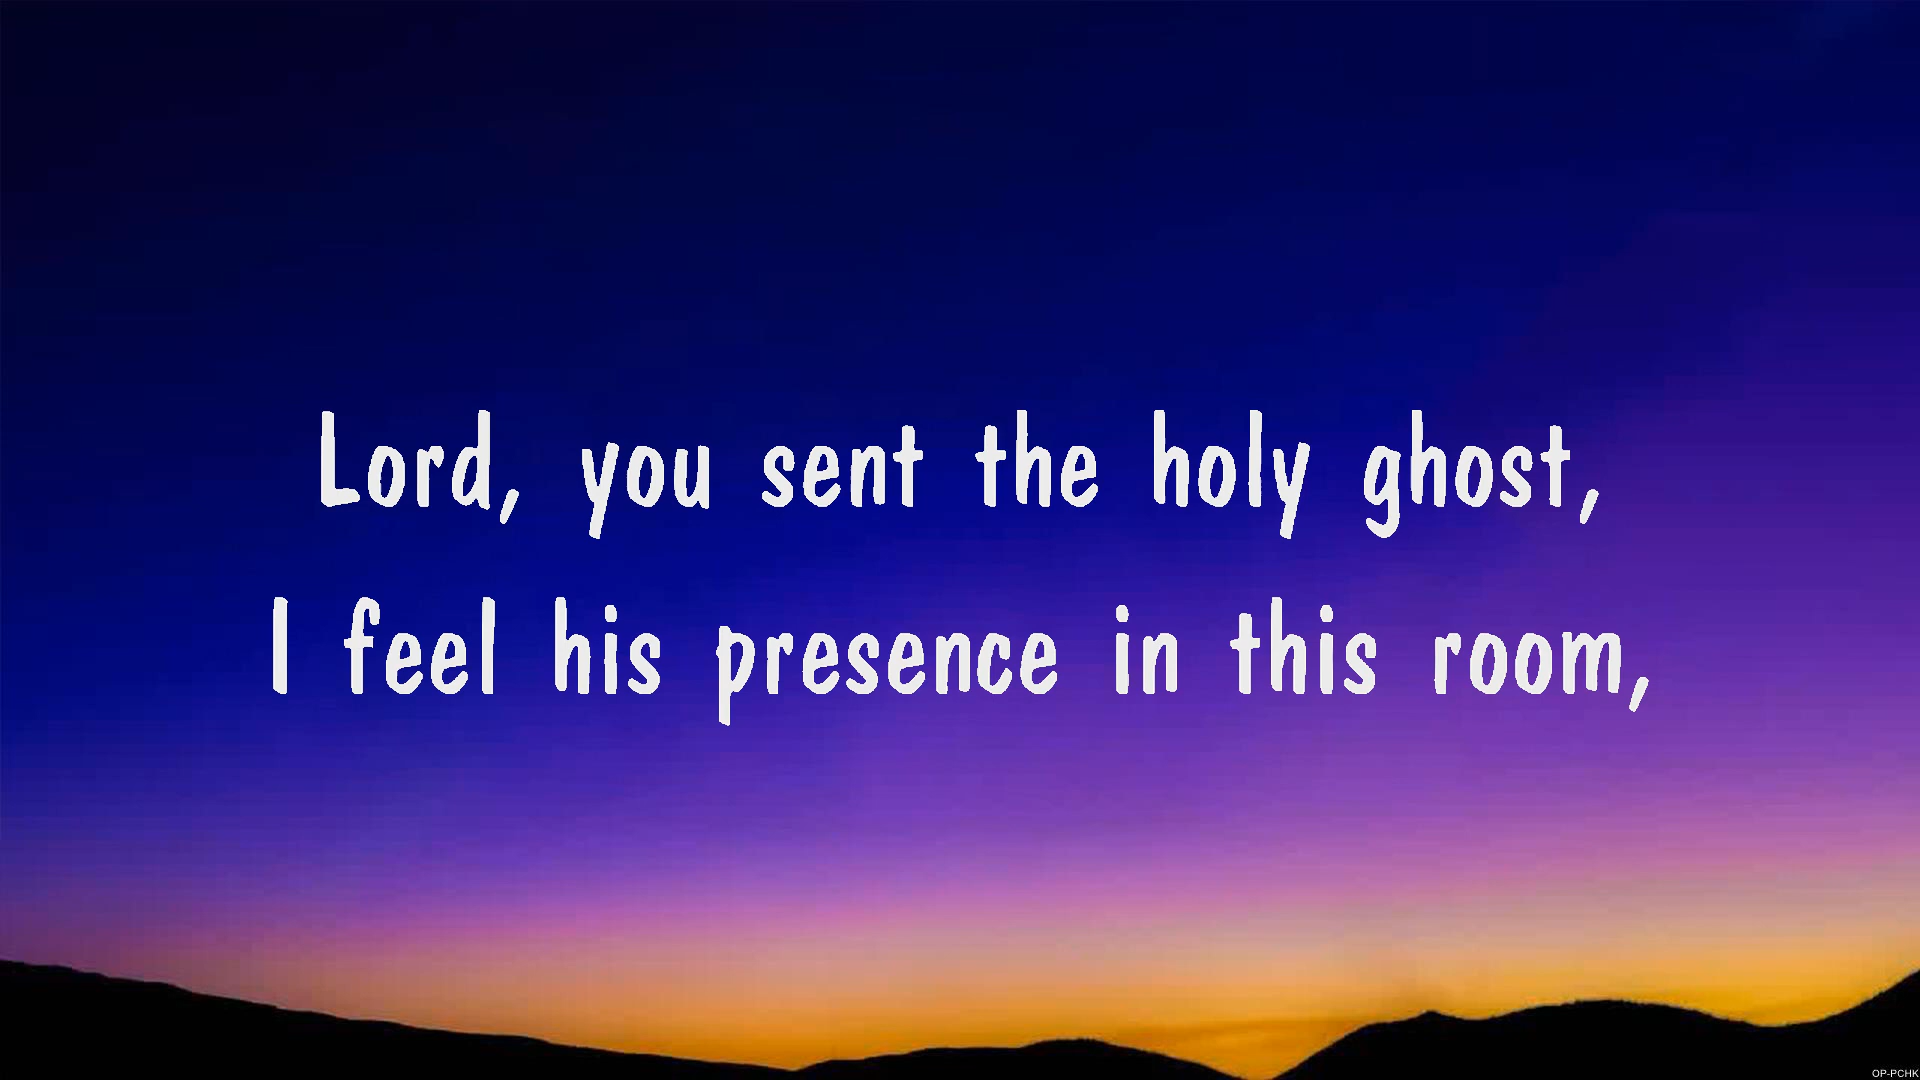 Lord, you sent the holy ghost,
I feel his presence in this room,
OP-PCHK